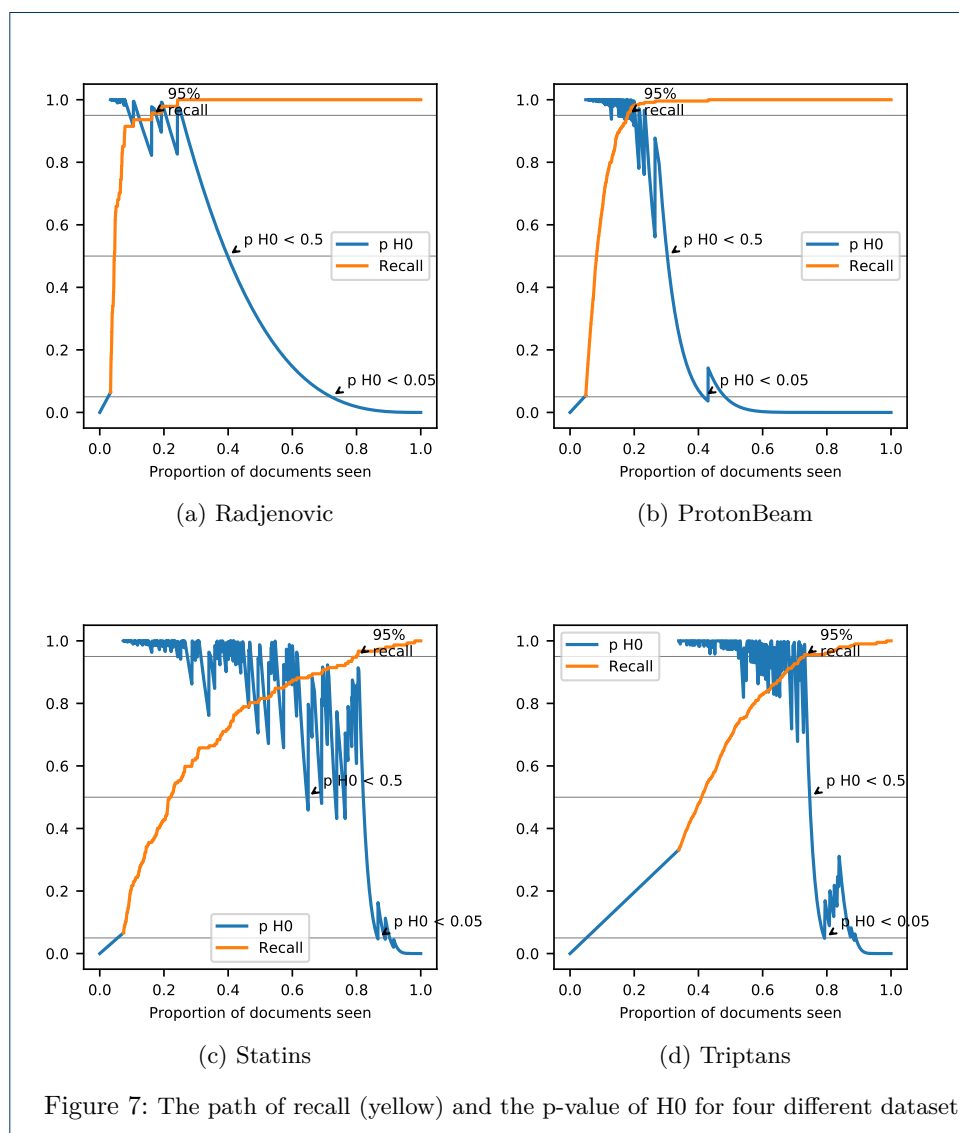 95%
recall
1.0
0.8
0.6
0.4
0.2
0.0
p H0 < 0.5
p H0
Recall
p H0 < 0.05
0.0 0.2 0.4 0.6 0.8 1.0
Proportion of documents seen
(a) Radjenovic
95%
recall
1.0
0.8
0.6
0.4
0.2
0.0
p H0 < 0.5
p H0
Recall
p H0 < 0.05
0.0 0.2 0.4 0.6 0.8 1.0
Proportion of documents seen
(b) ProtonBeam
95%
recall
1.0
0.8
0.6
0.4
0.2
0.0
p H0 < 0.5
p H0 < 0.05
p H0
Recall
0.0 0.2 0.4 0.6 0.8 1.0
Proportion of documents seen
(c) Statins
p H0
Recall
95%
recall
1.0
0.8
0.6
0.4
0.2
0.0
p H0 < 0.5
p H0 < 0.05
0.0 0.2 0.4 0.6 0.8 1.0
Proportion of documents seen
(d) Triptans
Figure 7: The path of recall (yellow) and the p-value of H0 for four different dataset